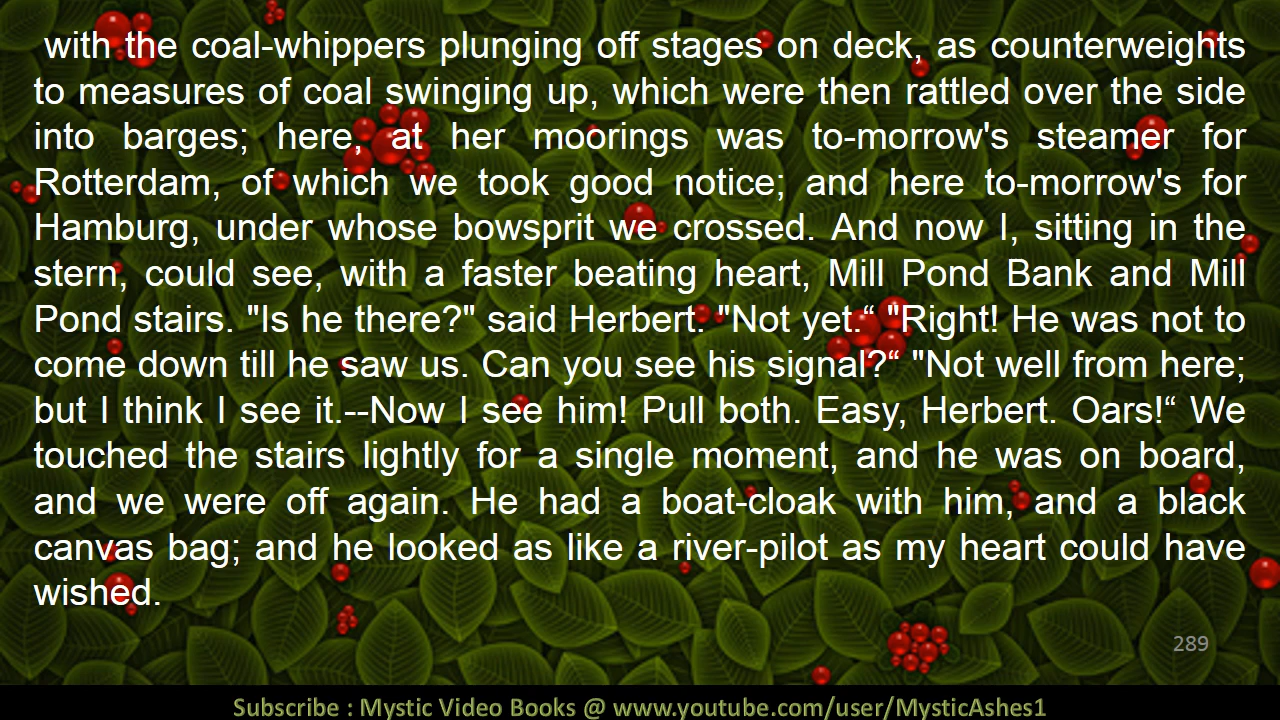 with the coal-whippers plunging off stages on deck, as counterweights
to measures of coal swinging up, which were then rattled over the side
into barges; here, at her moorings was to-morrow's steamer for
Rotterdam, of which we took good notice; and here to-morrow's for
Hamburg, under whose bowsprit we crossed. And now I, sitting in the
stern, could see, with a faster beating heart, Mill Pond Bank and Mill
Pond stairs. "Is he there?" said Herbert. "Not yet.“ "Right! He was not to
come down till he saw us. Can you see his signal?“ "Not well from here;
but I think I see it.--Now I see him! Pull both. Easy, Herbert. Oars!“ We
touched the stairs lightly for a single moment, and he was on board,
and we were off again. He had a boat-cloak with him, and a black
canvas bag; and he looked as like a river-pilot as my heart could have
wished.
289
Subscribe : Mystic Video Books @ www.youtube.com/user/MysticAshes1